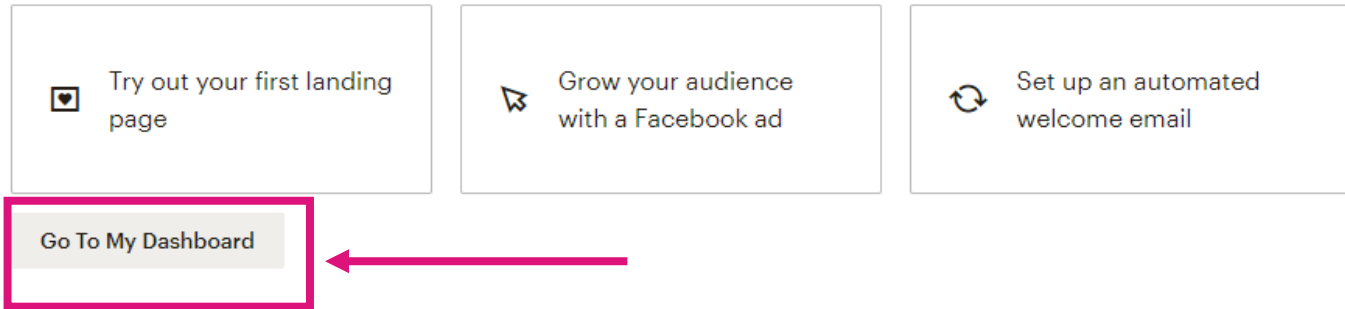 Try out your first landing
page
Grow your audience
with a Facebook ad
Set up an automated
welcome email
Go To My Dashboard